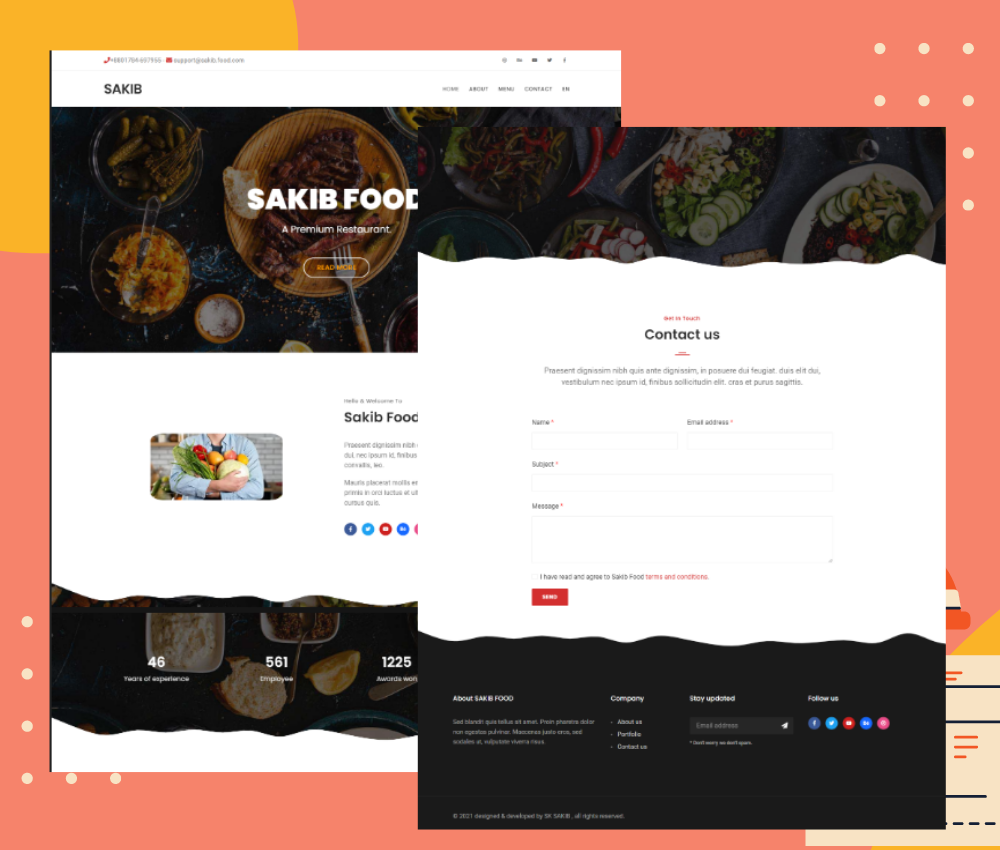 support@sakib.food.com
SAKIB
HOME ABOUT MENU CONTACT EN
SAKIB FOOD
A Premium Restaurant.
READ MORE
Hello & Welcome To
Sakib Food
Praesent dignissim nibh
dui, nec ipsum id, finibus
convallis, leo.
Mauris placerat mollis
primis in orci luctus et
cursus quis.
46 561 1225
Years of experience Employee Awards won
Get In Touch
Contact us
Praesent dignissim nibh quis ante dignissim, in posuere dui feugiat. duis elit dui,
vestibulum nec ipsum id, finibus sollicitudin elit. cras et purus sagittis.
Name * Email address *
Subject *
Message *
I have read and agree to Sakib Food terms and conditions.
SEND
About SAKIB FOOD Company Stay updated Follow us
Sed blandit quis tellus sit amet. Proin pharetra dolor
non egestas pulvinar. Maecenas justo eros, sed
sodales at, vulputate viverra risus.
About us
Portfolio
Contact us
Email address
* Don't worry we don't spam.
© 2021 designed & developed by SK SAKIB , all rights reserved.